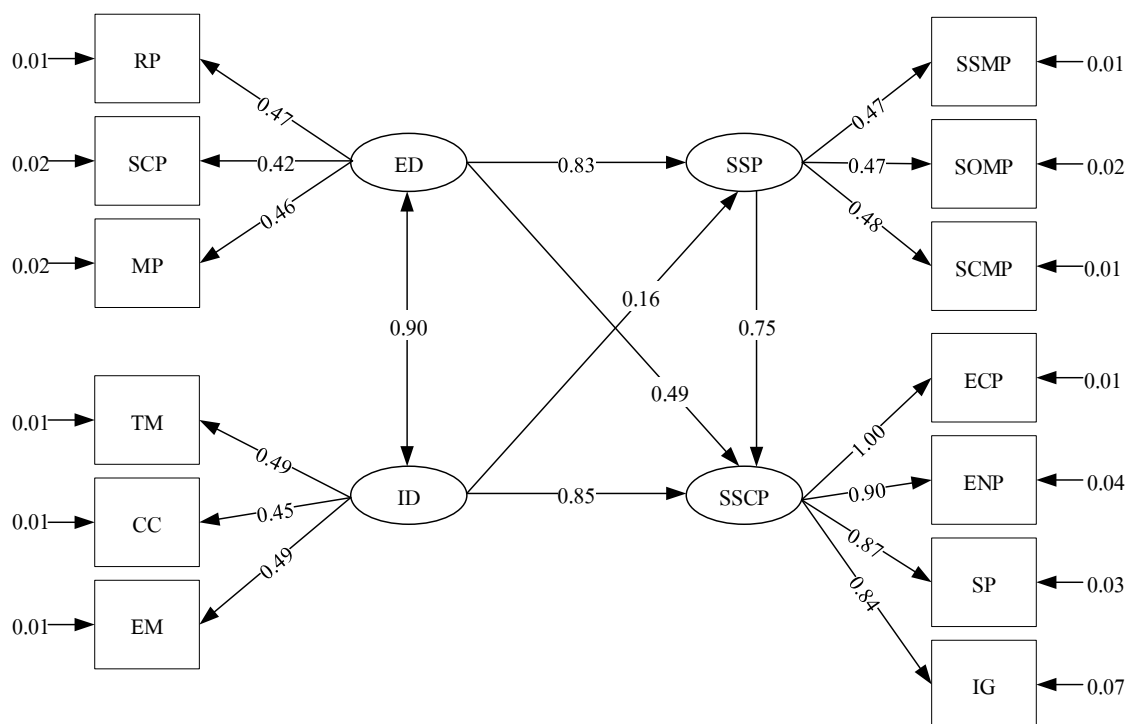 0.01
RP
0.47
0.02
SCP
0.42
ED
0.02
MP
0.46
0.83
SSP
0.47
SSMP
0.01
0.47
SOMP
0.02
0.48
SCMP
0.01
0.90
0.16
0.75
0.49
0.01
TM
0.49
0.01
CC
0.45
ID
0.01
EM
0.49
0.85
SSCP
1.00
ECP
0.01
0.90
ENP
0.04
0.87
SP
0.03
0.84
IG
0.07